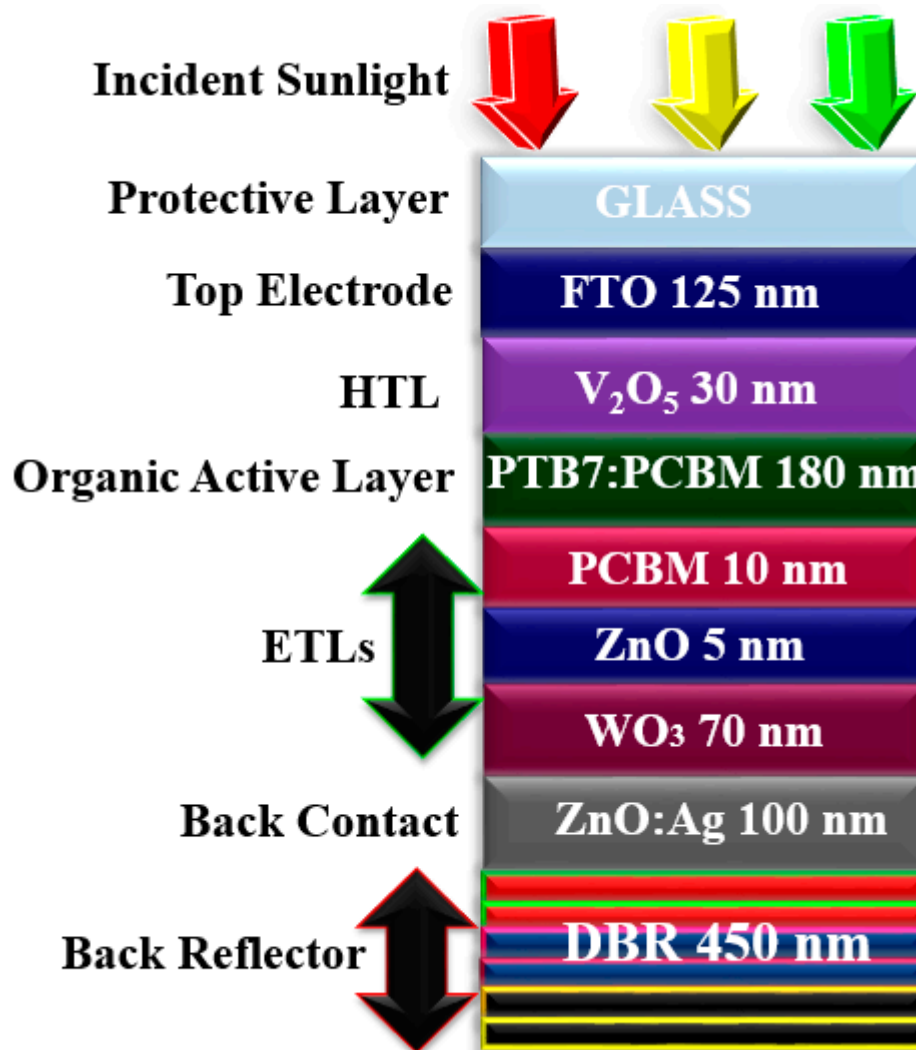 Incident Sunlight
Protective Layer GLASS
Top Electrode FTO 125 nm
HTL V₂O₅ 30 nm
Organic Active Layer PTB7:PCBM 180 nm
PCBM 10 nm
ETLs ZnO 5 nm
WO₃ 70 nm
Back Contact ZnO:Ag 100 nm
Back Reflector DBR 450 nm